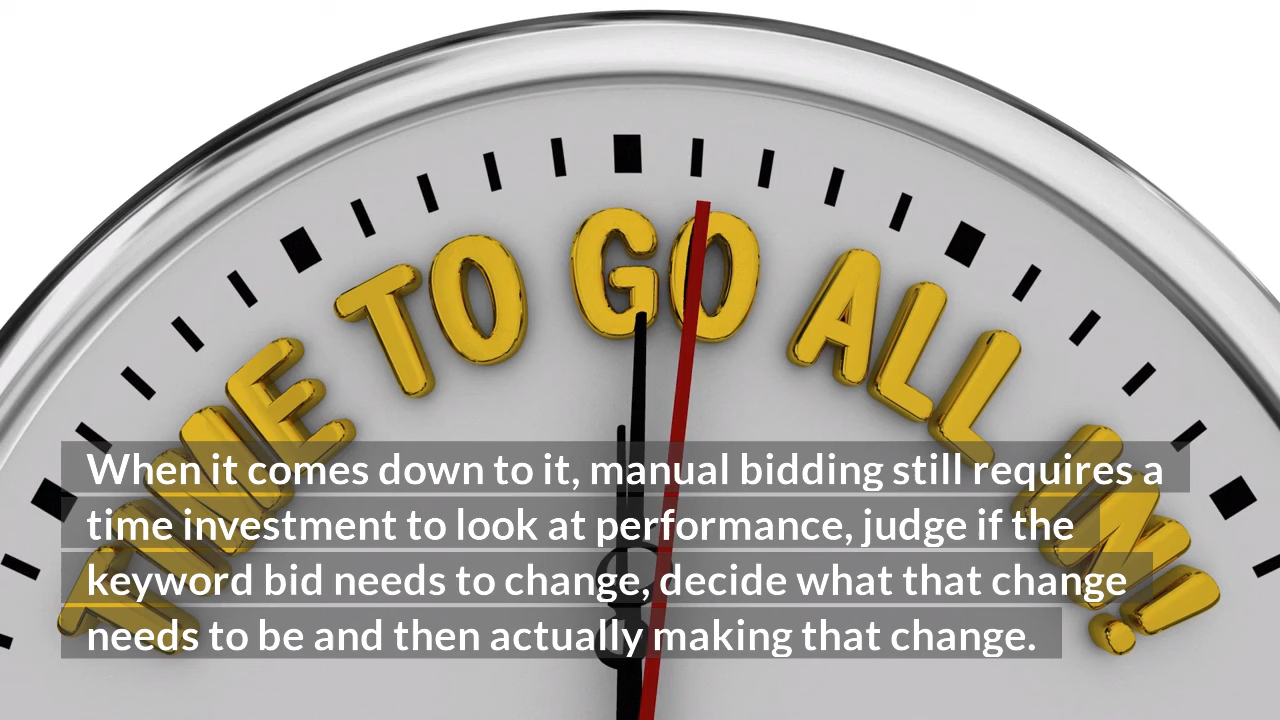 TIME TO GO ALL IN!
When it comes down to it, manual bidding still requires a
time investment to look at performance, judge if the
keyword bid needs to change, decide what that change
needs to be and then actually making that change.